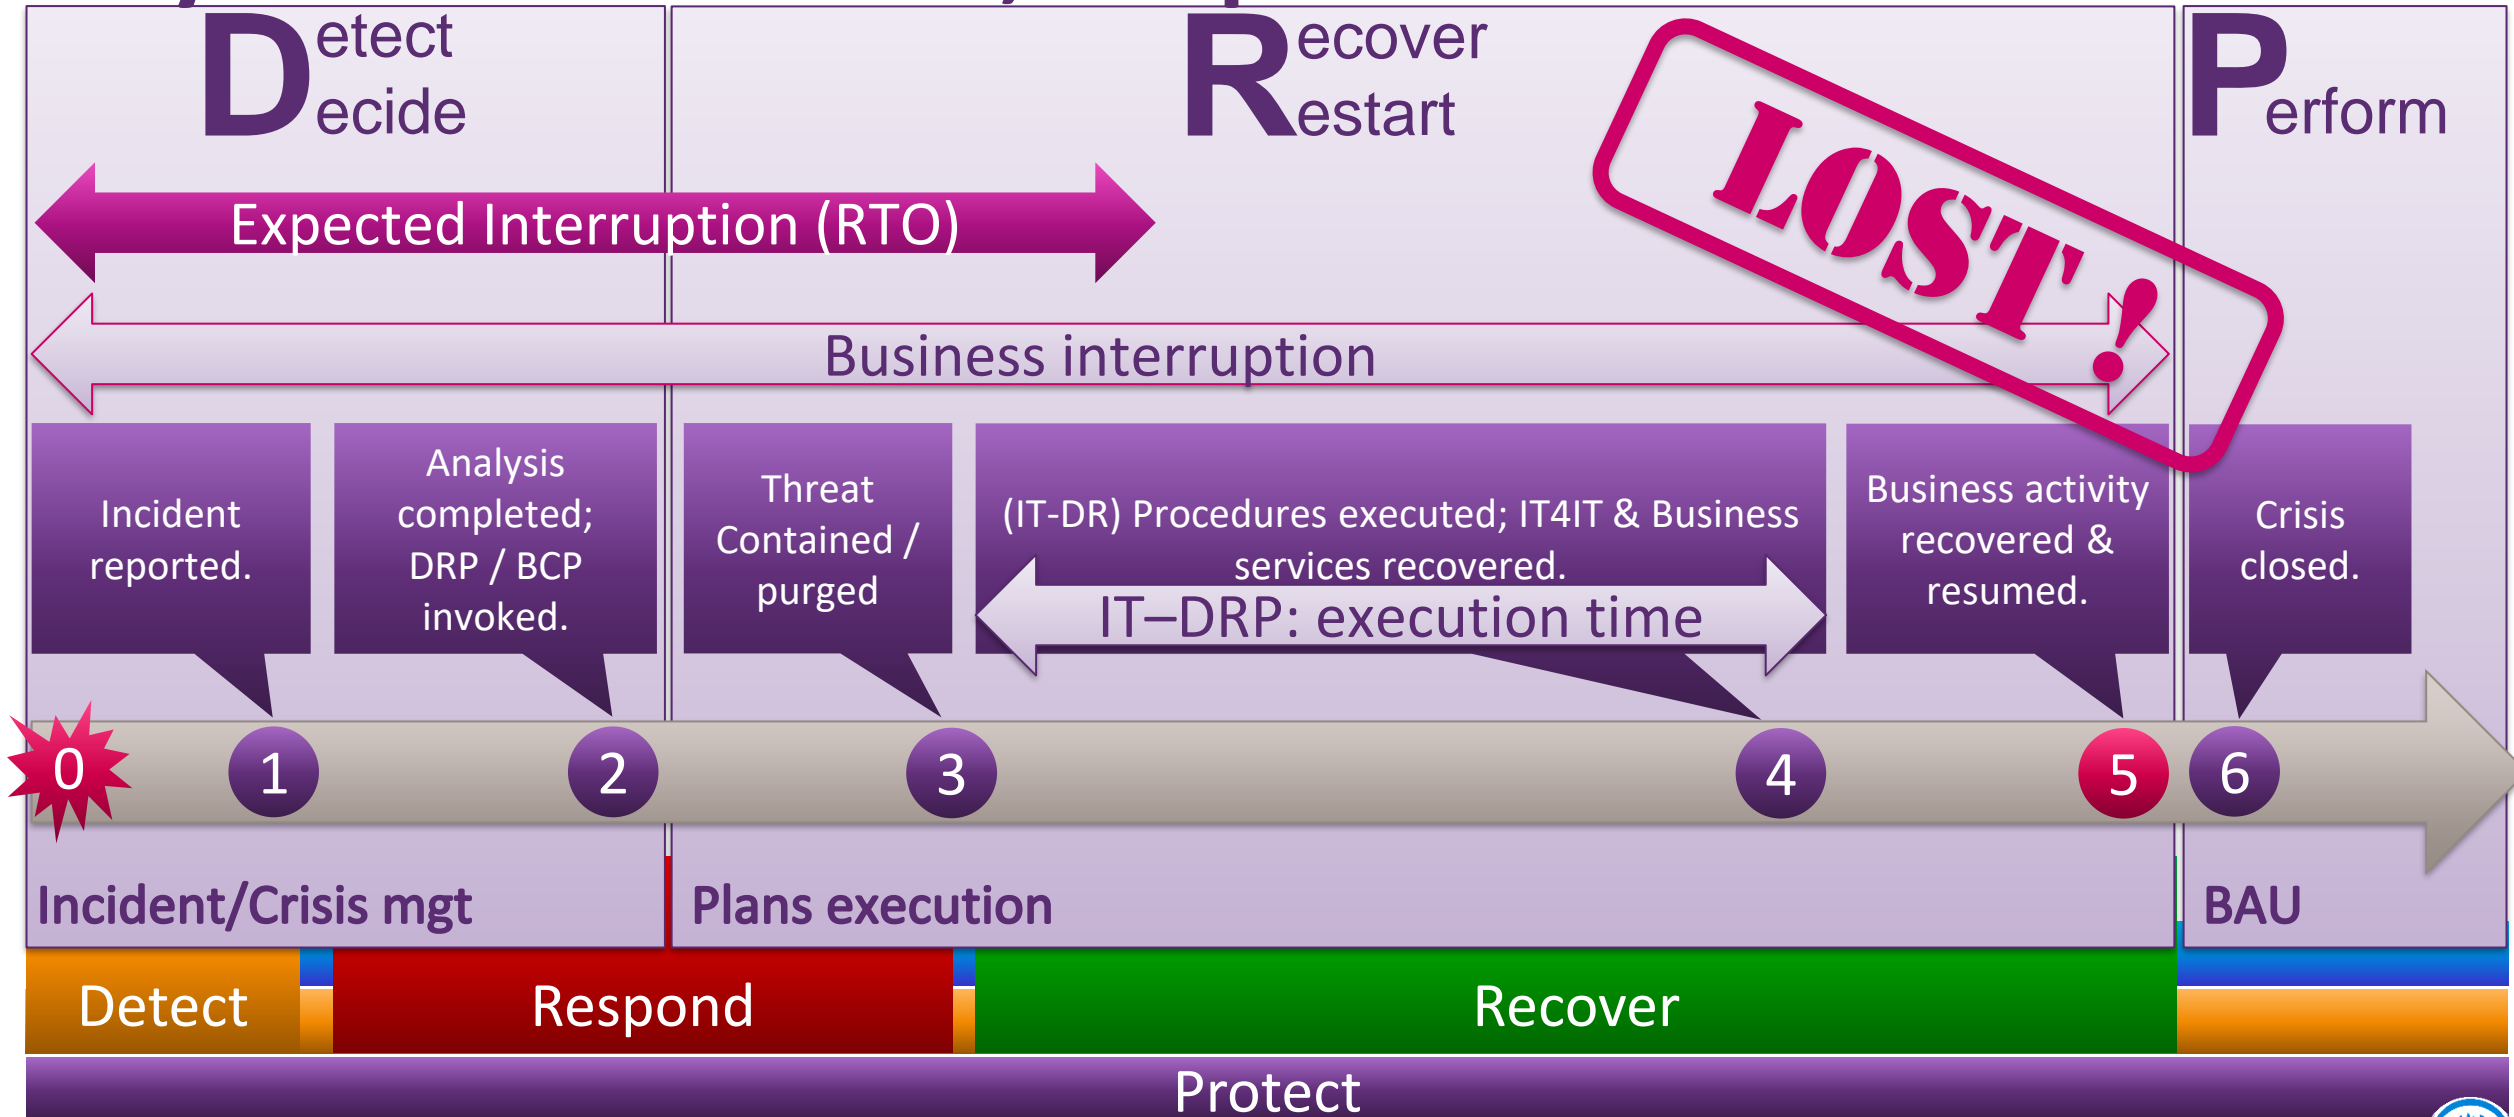 Detect
Decide
Recover
Restart
Perform
LOST!
Expected Interruption (RTO)
Business interruption
Incident
reported.
Analysis
completed;
DRP / BCP
invoked.
Threat
Contained /
purged
(IT-DR) Procedures executed; IT4IT & Business
services recovered.
IT–DRP: execution time
Business activity
recovered &
resumed.
Crisis
closed.
0
1
2
3
4
5
6
Incident/Crisis mgt
Plans execution
BAU
Detect
Respond
Recover
Protect